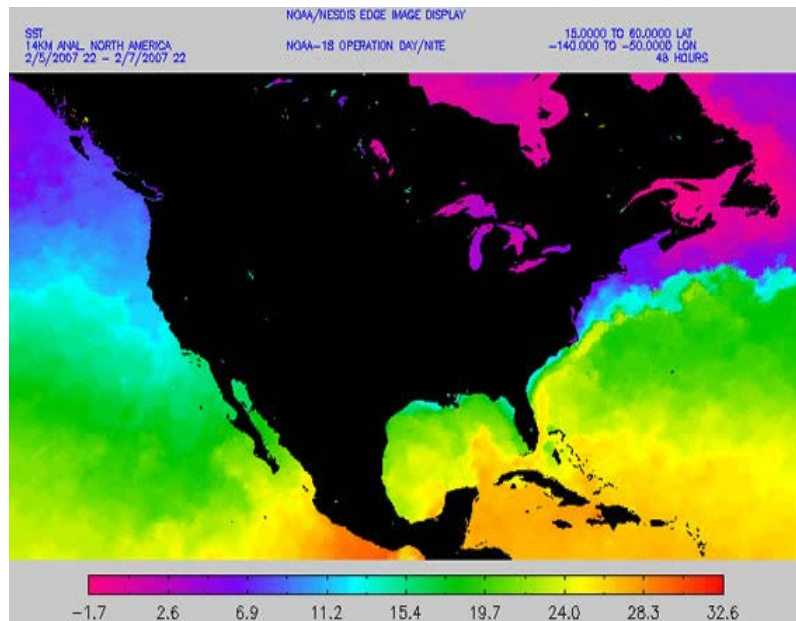 NOAA/NESDIS EDGE IMAGE DISPLAY
SST
14KM ANAL. NORTH AMERICA
2/5/2007 22 - 2/7/2007 22
NOAA-18 OPERATION DAY/NITE
15.0000 TO 60.0000 LAT
-140.000 TO -50.0000 LON
48 HOURS
-1.7 2.6 6.9 11.2 15.4 19.7 24.0 28.3 32.6